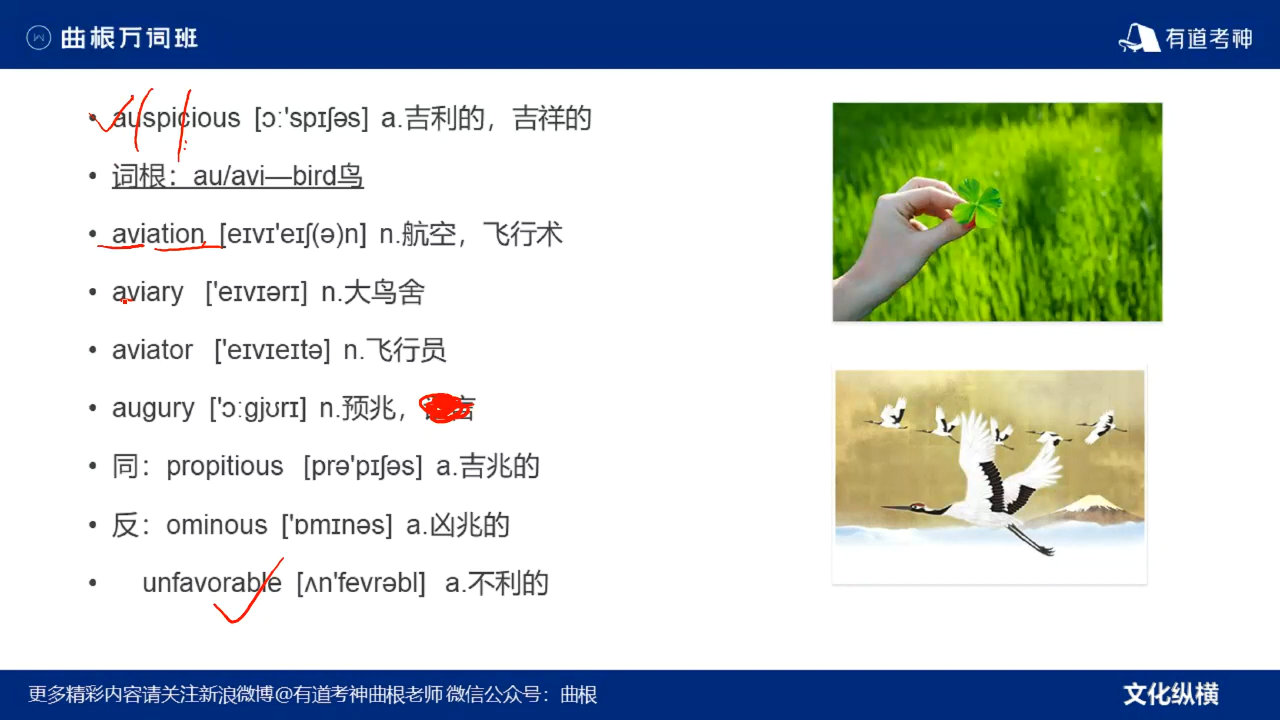 曲根万词班
有道考神
auspicious [ɔː'spɪʃəs] a.吉利的，吉祥的
词根：au/avi—bird鸟
aviation [eɪvɪ'eɪʃ(ə)n] n.航空，飞行术
aviary ['eɪvɪərɪ] n.大鸟舍
aviator ['eɪvɪeɪtə] n.飞行员
augury ['ɔːgjʊrɪ] n.预兆，
同：propitious [prə'pɪʃəs] a.吉兆的
反：ominous ['ɒmɪnəs] a.凶兆的
unfavorable [ʌn'fevrəbl] a.不利的
更多精彩内容请关注新浪微博@有道考神曲根老师 微信公众号：曲根
文化纵横